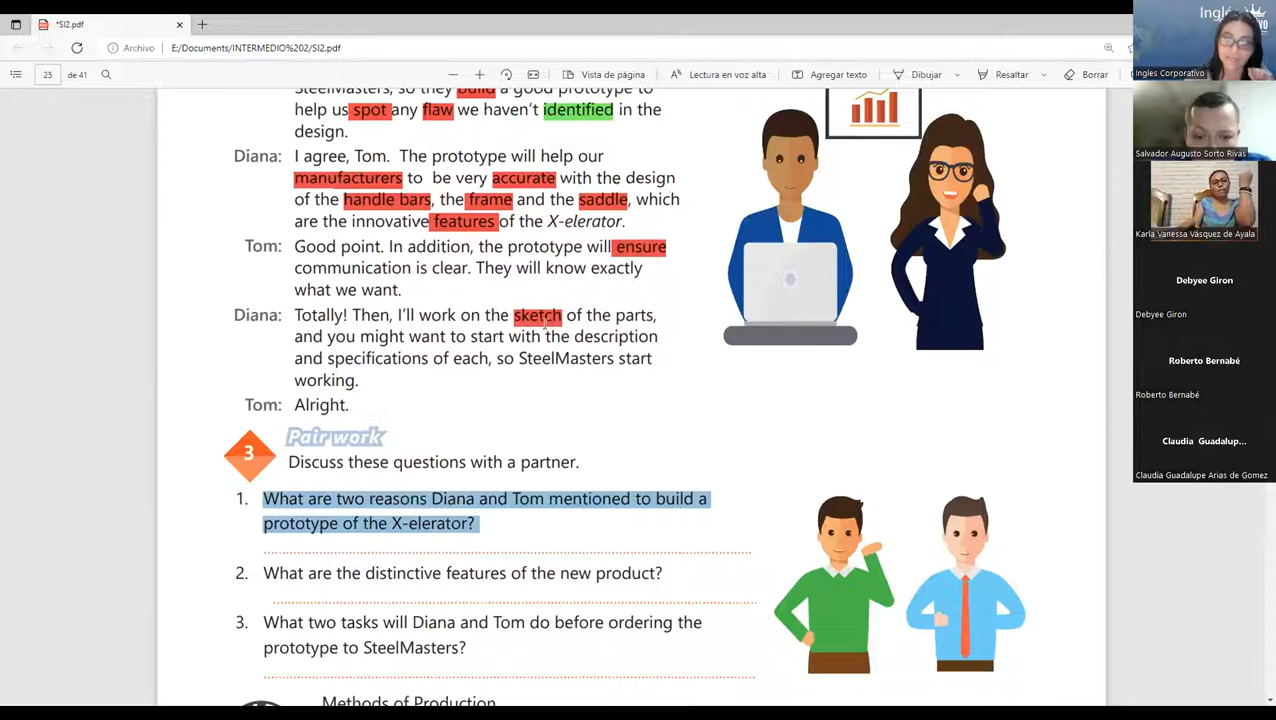 *SI2.pdf
Archivo E:/Documents/INTERMEDIO%202/SI2.pdf
25 de 41 Vista de página Lectura en voz alta Agregar texto Dibujar Resaltar Borrar
SteelMasters, so they build a good prototype to
help us spot any flaw we haven't identified in the
design.
Diana: I agree, Tom. The prototype will help our
manufacturers to be very accurate with the design
of the handle bars, the frame and the saddle, which
are the innovative features of the X-elerator.
Tom: Good point. In addition, the prototype will ensure
communication is clear. They will know exactly
what we want.
Diana: Totally! Then, I'll work on the sketch of the parts,
and you might want to start with the description
and specifications of each, so SteelMasters start
working.
Tom: Alright.
3 Pair work
Discuss these questions with a partner.
1. What are two reasons Diana and Tom mentioned to build a
prototype of the X-elerator?
2. What are the distinctive features of the new product?
3. What two tasks will Diana and Tom do before ordering the
prototype to SteelMasters?
Methods of Production
Ingles Corporativo
Salvador Augusto Sorto Rivas
Karla Vanessa Vásquez de Ayala
Debyee Giron
Debyee Giron
Roberto Bernabé
Roberto Bernabé
Claudia Guadalup...
Claudia Guadalupe Arias de Gomez